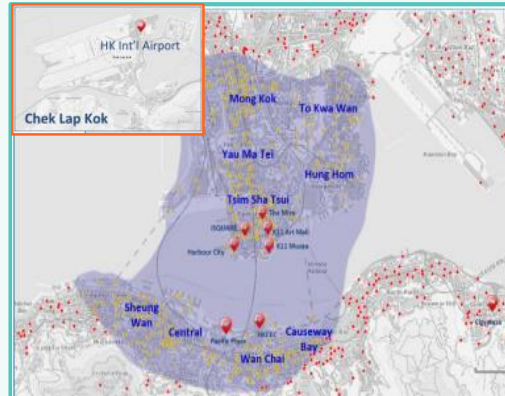 HK Int'l Airport
Chek Lap Kok
Mong Kok
To Kwa Wan
Yau Ma Tei
Hung Hom
Tsim Sha Tsui
The Mira
iSQUARE
K11 Art Mall
Harbour City
K11 Musea
Sheung
Wan
Central
Pacific Place
HKCEC
Causeway
Bay
Wan Chai
Cityplaza